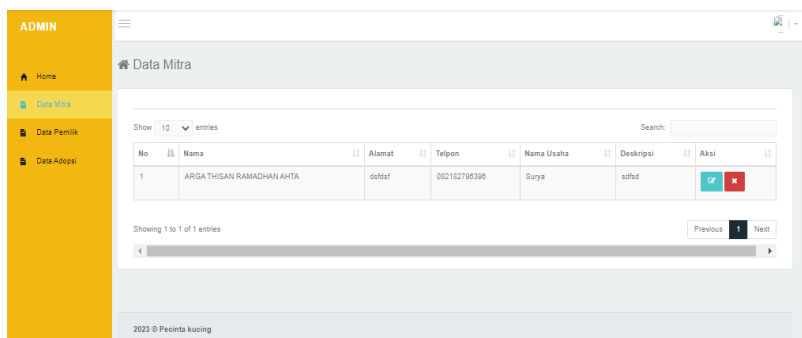 ADMIN
Home
Data Mitra
Data Pemilik
Data Adopsi
Data Mitra
Show 10 entries
Search:
No Nama Alamat Telpon Nama Usaha Deskripsi Aksi
1 ARGA THISAN RAMADHAN AHTA dsfdsf 082182796396 Surya sdfsd
Showing 1 to 1 of 1 entries
Previous 1 Next
2023 © Pecinta kucing